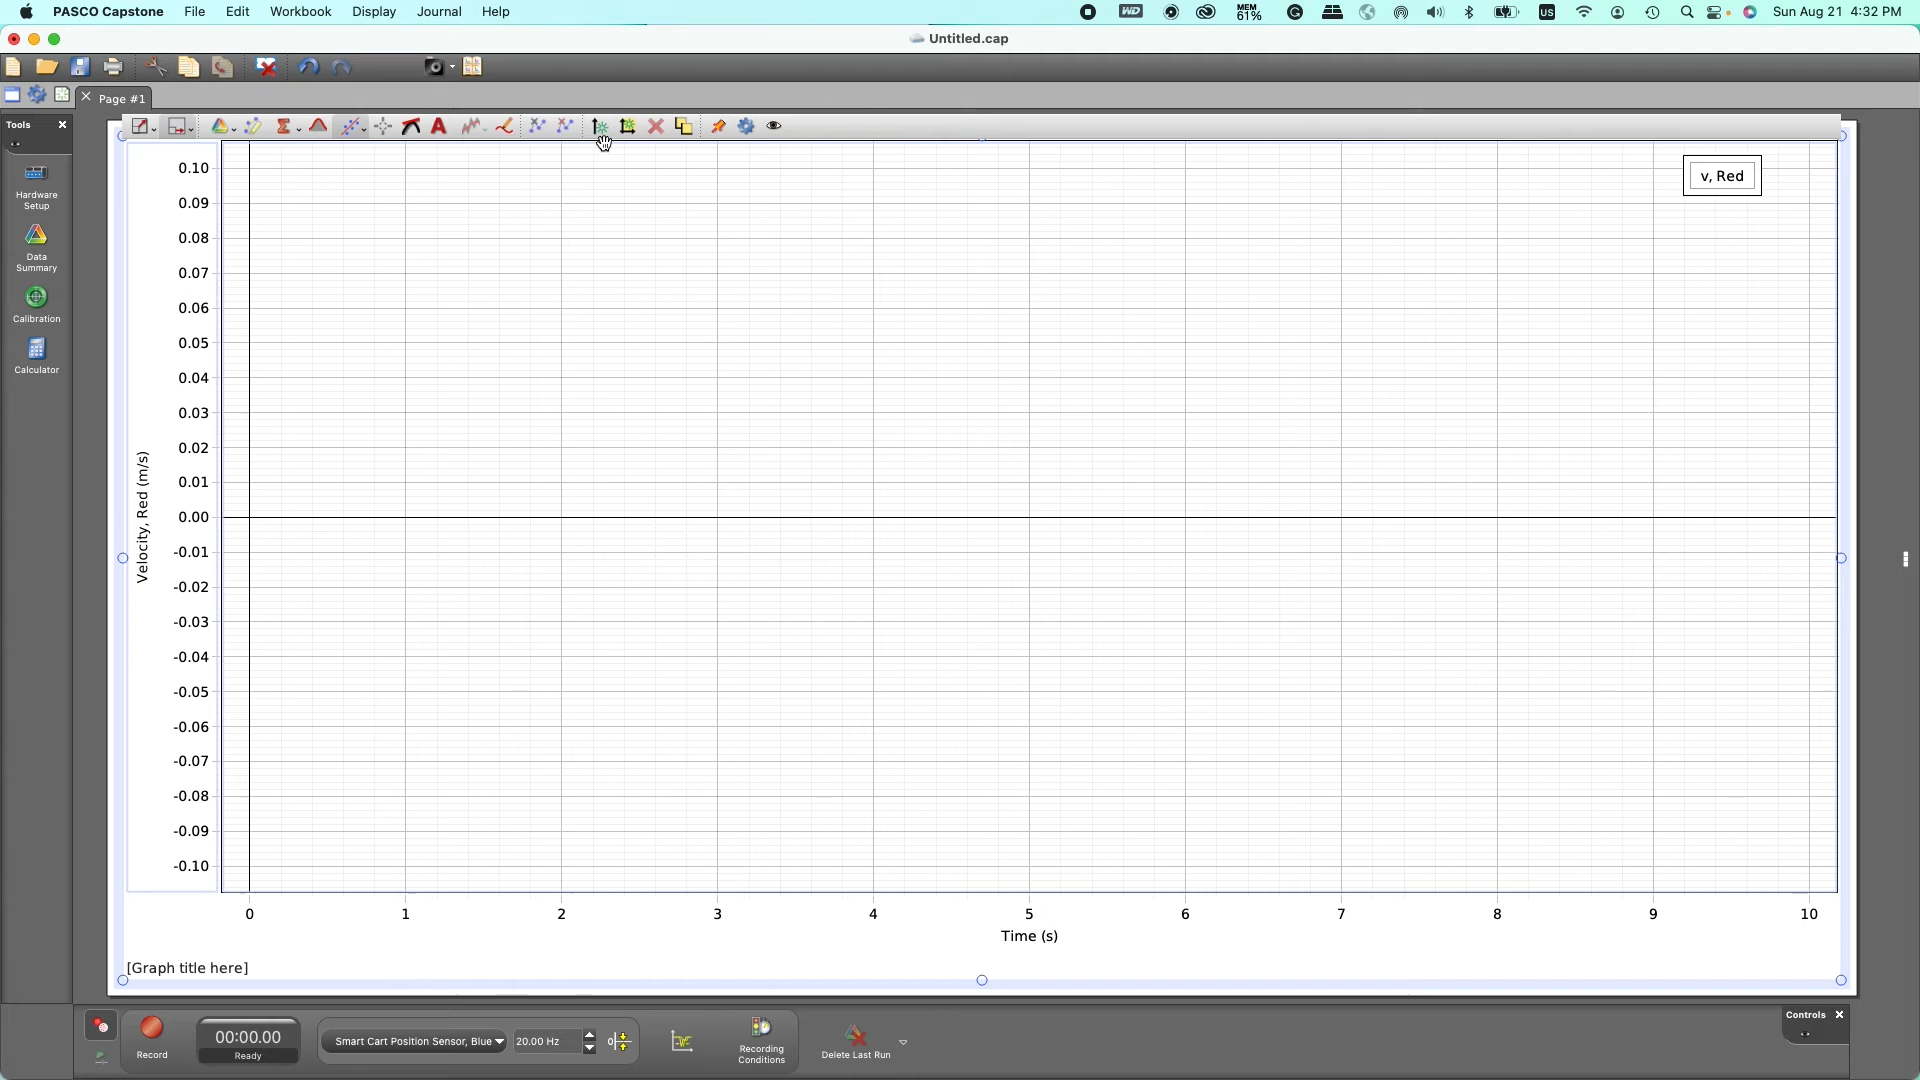 PASCO Capstone File Edit Workbook Display Journal Help WD MEM 61% US Sun Aug 21 4:32 PM
Untitled.cap
Page #1
Tools
Hardware
Setup
Data
Summary
Calibration
Calculator
v, Red
0.10
0.09
0.08
0.07
0.06
0.05
0.04
0.03
0.02
0.01
0.00
-0.01
-0.02
-0.03
-0.04
-0.05
-0.06
-0.07
-0.08
-0.09
-0.10
Velocity, Red (m/s)
0 1 2 3 4 5 6 7 8 9 10
Time (s)
[Graph title here]
Record
00:00.00
Ready
Smart Cart Position Sensor, Blue 20.00 Hz 0
Recording
Conditions
Delete Last Run
Controls